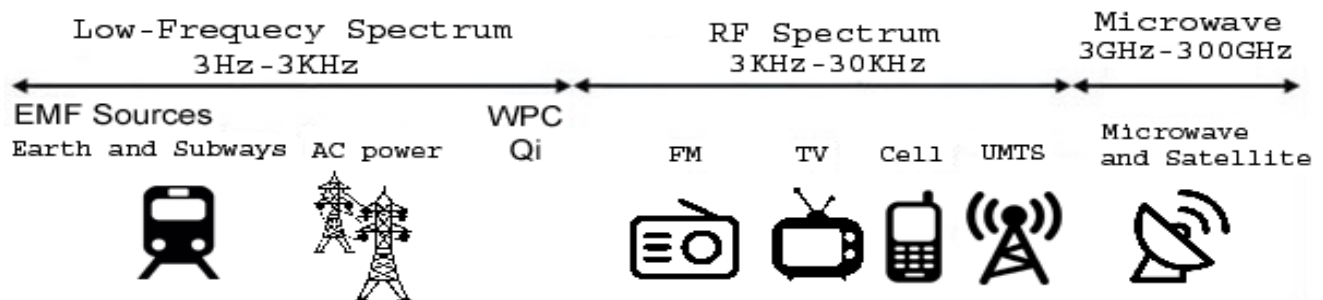 Low-Frequecy Spectrum
3Hz-3KHz
RF Spectrum
3KHz-30KHz
Microwave
3GHz-300GHz
EMF Sources
Earth and Subways
AC power
WPC
Qi
FM
TV
Cell
UMTS
Microwave
and Satellite